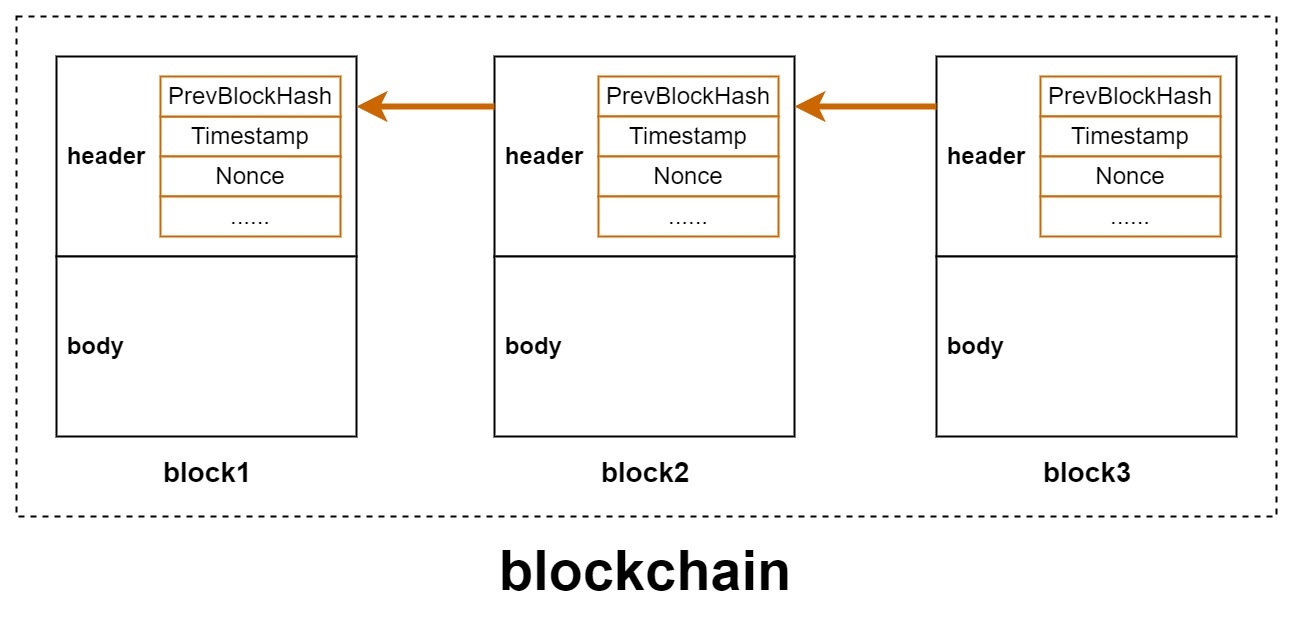 PrevBlockHash
Timestamp
header
Nonce
......
body
block1
PrevBlockHash
Timestamp
header
Nonce
......
body
block2
PrevBlockHash
Timestamp
header
Nonce
......
body
block3
blockchain